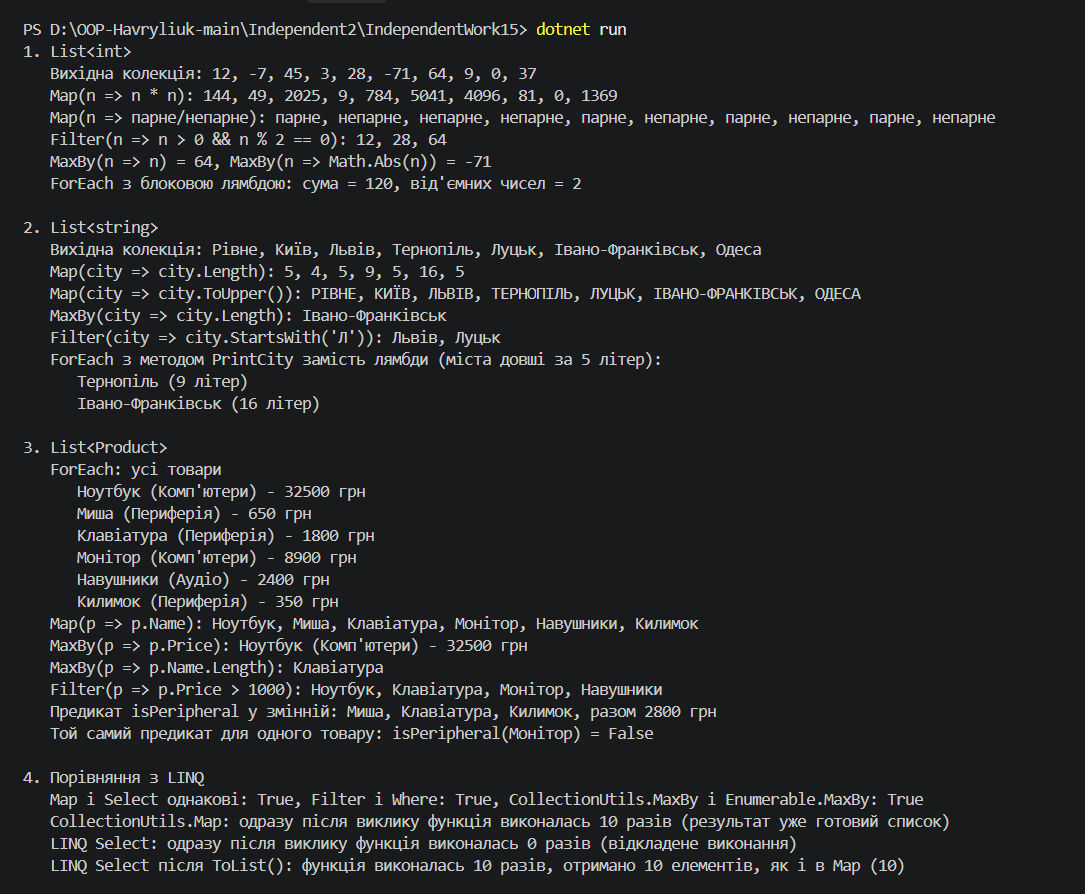 PS D:\OOP-Havryliuk-main\Independent2\IndependentWork15> dotnet run
1. List<int>
   Вихідна колекція: 12, -7, 45, 3, 28, -71, 64, 9, 0, 37
   Map(n => n * n): 144, 49, 2025, 9, 784, 5041, 4096, 81, 0, 1369
   Map(n => парне/непарне): парне, непарне, непарне, непарне, парне, непарне, парне, непарне, парне, непарне
   Filter(n => n > 0 && n % 2 == 0): 12, 28, 64
   MaxBy(n => n) = 64, MaxBy(n => Math.Abs(n)) = -71
   ForEach з блоковою лямбдою: сума = 120, від'ємних чисел = 2

2. List<string>
   Вихідна колекція: Рівне, Київ, Львів, Тернопіль, Луцьк, Івано-Франківськ, Одеса
   Map(city => city.Length): 5, 4, 5, 9, 5, 16, 5
   Map(city => city.ToUpper()): РІВНЕ, КИЇВ, ЛЬВІВ, ТЕРНОПІЛЬ, ЛУЦЬК, ІВАНО-ФРАНКІВСЬК, ОДЕСА
   MaxBy(city => city.Length): Івано-Франківськ
   Filter(city => city.StartsWith('Л')): Львів, Луцьк
   ForEach з методом PrintCity замість лямбди (міста довші за 5 літер):
      Тернопіль (9 літер)
      Івано-Франківськ (16 літер)

3. List<Product>
   ForEach: усі товари
      Ноутбук (Комп'ютери) - 32500 грн
      Миша (Периферія) - 650 грн
      Клавіатура (Периферія) - 1800 грн
      Монітор (Комп'ютери) - 8900 грн
      Навушники (Аудіо) - 2400 грн
      Килимок (Периферія) - 350 грн
   Map(p => p.Name): Ноутбук, Миша, Клавіатура, Монітор, Навушники, Килимок
   MaxBy(p => p.Price): Ноутбук (Комп'ютери) - 32500 грн
   MaxBy(p => p.Name.Length): Клавіатура
   Filter(p => p.Price > 1000): Ноутбук, Клавіатура, Монітор, Навушники
   Предикат isPeripheral у змінній: Миша, Клавіатура, Килимок, разом 2800 грн
   Той самий предикат для одного товару: isPeripheral(Монітор) = False

4. Порівняння з LINQ
   Map і Select однакові: True, Filter і Where: True, CollectionUtils.MaxBy і Enumerable.MaxBy: True
   CollectionUtils.Map: одразу після виклику функція виконалась 10 разів (результат уже готовий список)
   LINQ Select: одразу після виклику функція виконалась 0 разів (відкладене виконання)
   LINQ Select після ToList(): функція виконалась 10 разів, отримано 10 елементів, як і в Map (10)